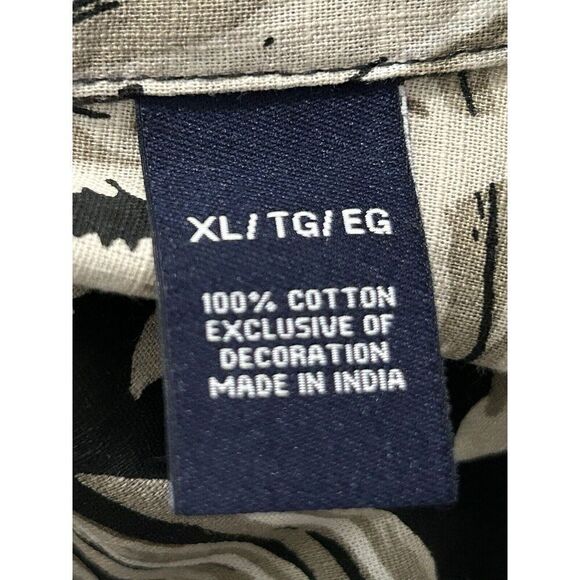 XL/TG/EG
100% COTTON
EXCLUSIVE OF
DECORATION
MADE IN INDIA